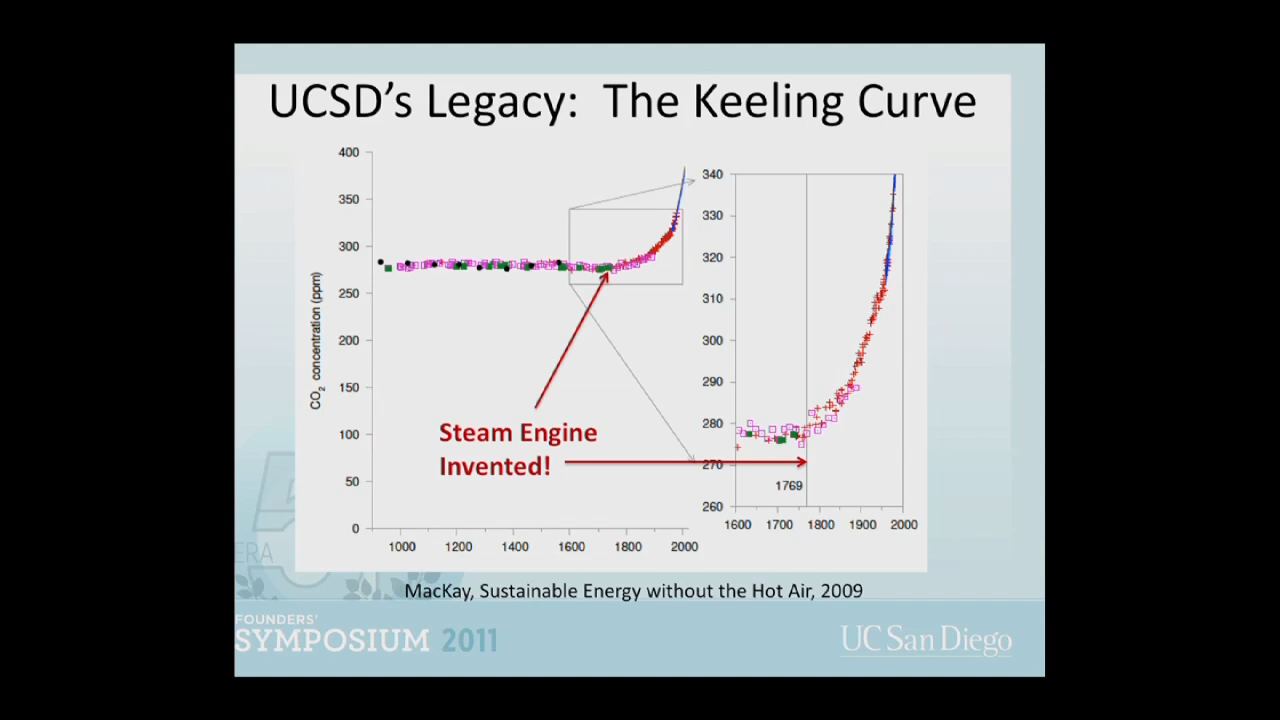 UCSD's Legacy: The Keeling Curve
400
350
300
250
200
150
100
50
0
CO2 concentration (ppm)
1000 1200 1400 1600 1800 2000
340
330
320
310
300
290
280
270
260
1769
1600 1700 1800 1900 2000
Steam Engine
Invented!
MacKay, Sustainable Energy without the Hot Air, 2009
ERA
FOUNDERS'
SYMPOSIUM 2011
UC San Diego